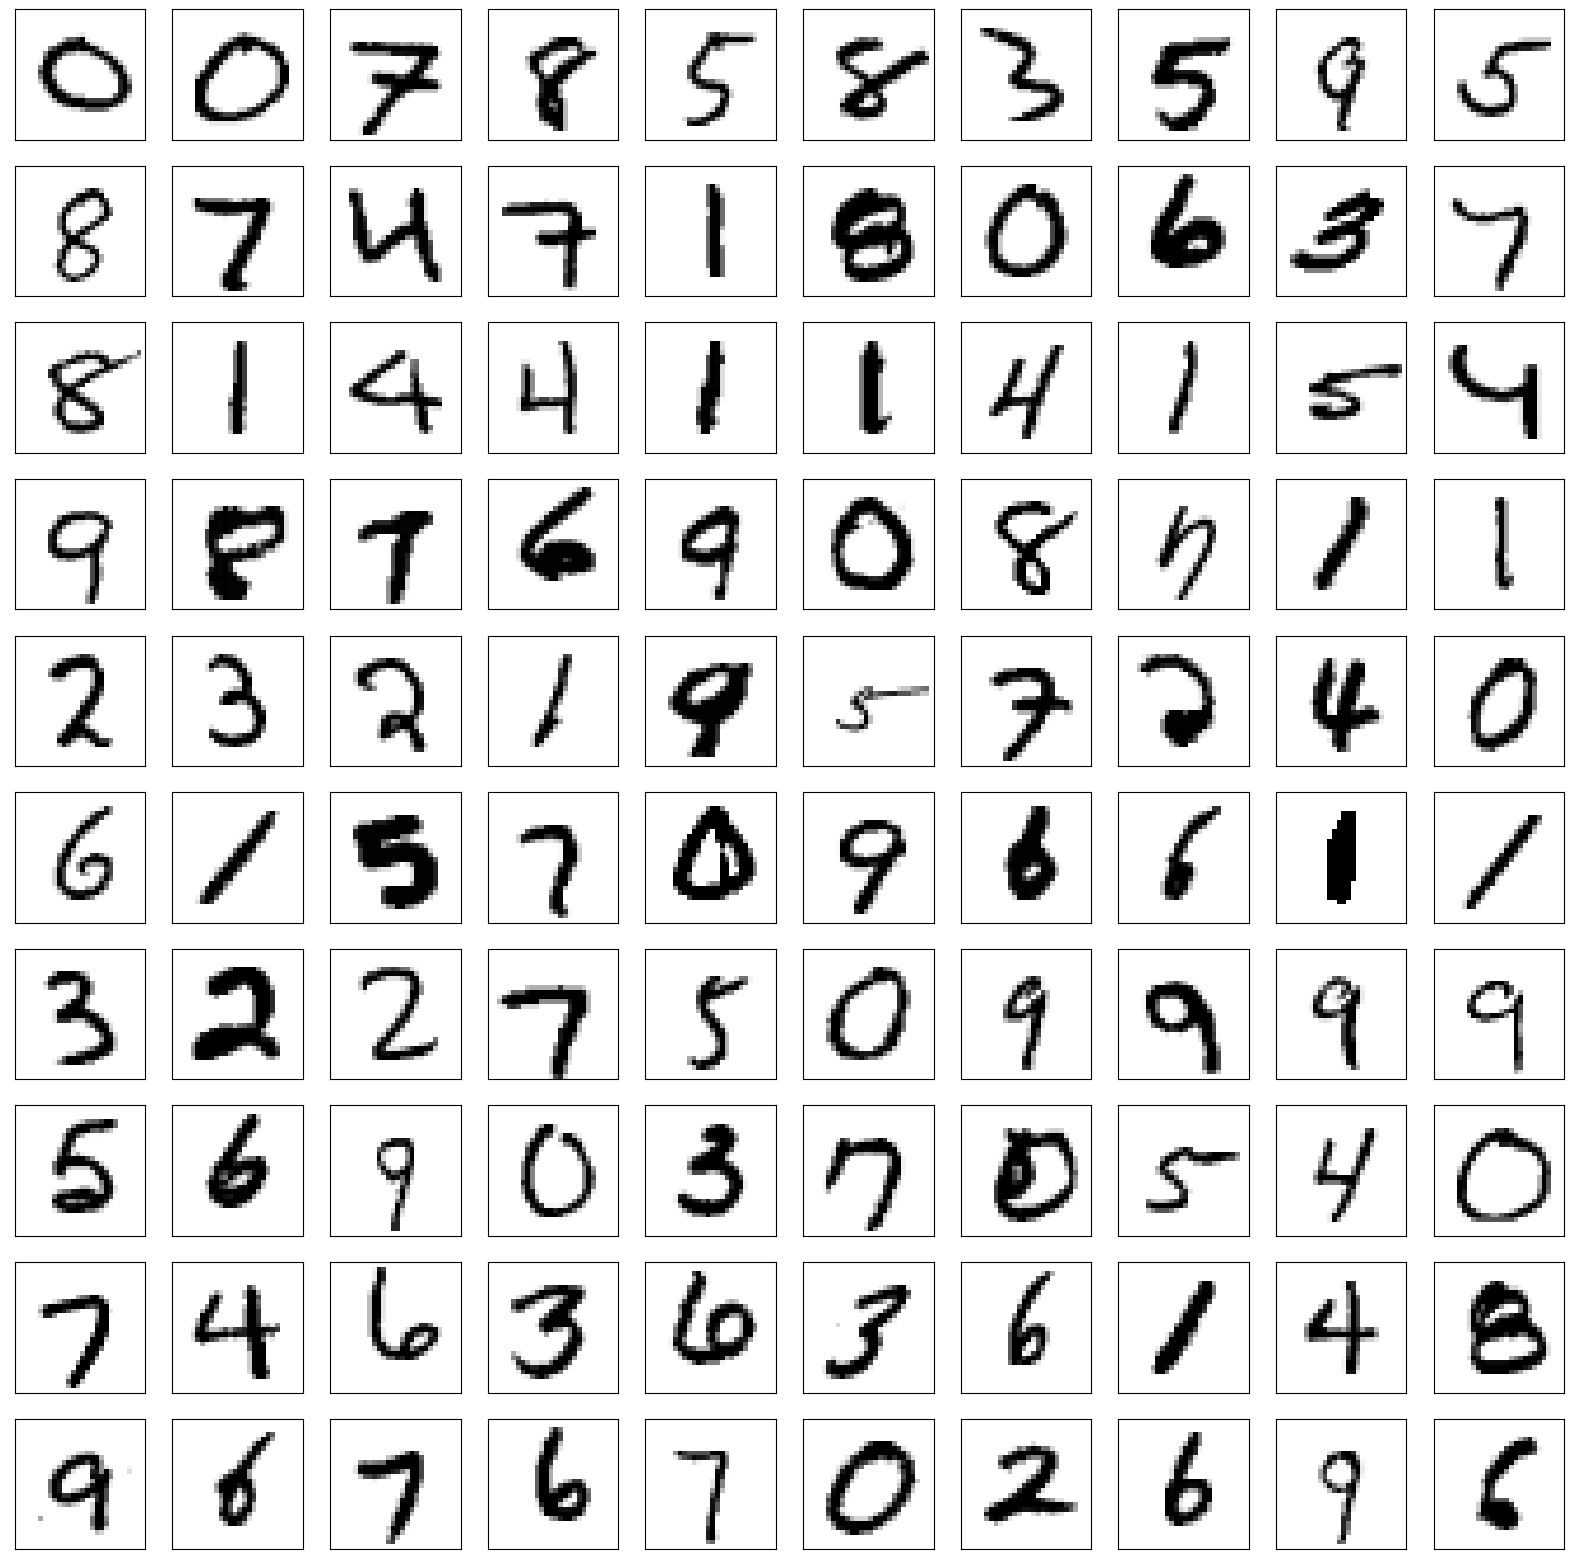 0 0 7 8 5 8 3 5 9 5
8 7 4 7 1 8 0 6 3 7
8 1 4 4 1 1 4 1 5 4
9 8 7 6 9 0 8 7 1 1
2 3 2 1 9 5 7 2 4 0
6 1 5 7 0 9 6 6 1 1
3 2 2 7 5 0 9 9 9 9
5 6 9 0 3 7 0 5 4 0
7 4 6 3 6 3 6 1 4 8
9 6 7 6 7 0 2 6 9 6